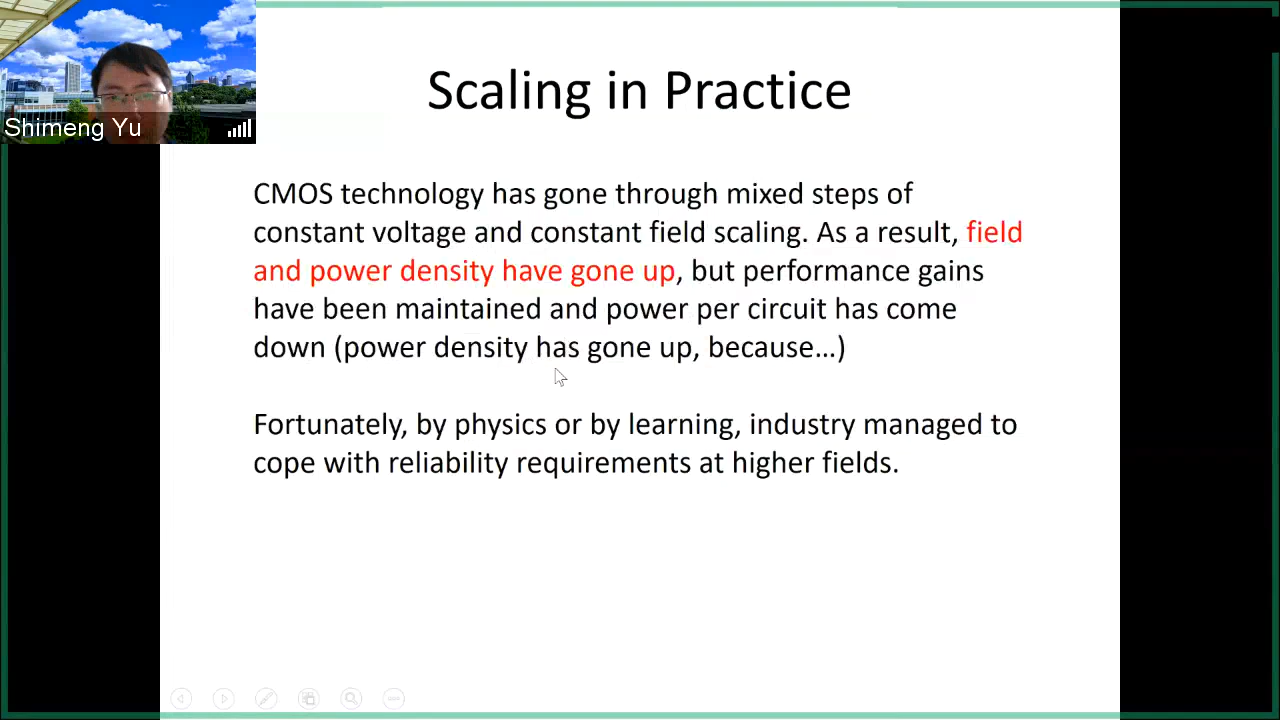 Shimeng Yu
Scaling in Practice
CMOS technology has gone through mixed steps of
constant voltage and constant field scaling. As a result, field
and power density have gone up, but performance gains
have been maintained and power per circuit has come
down (power density has gone up, because…)
Fortunately, by physics or by learning, industry managed to
cope with reliability requirements at higher fields.